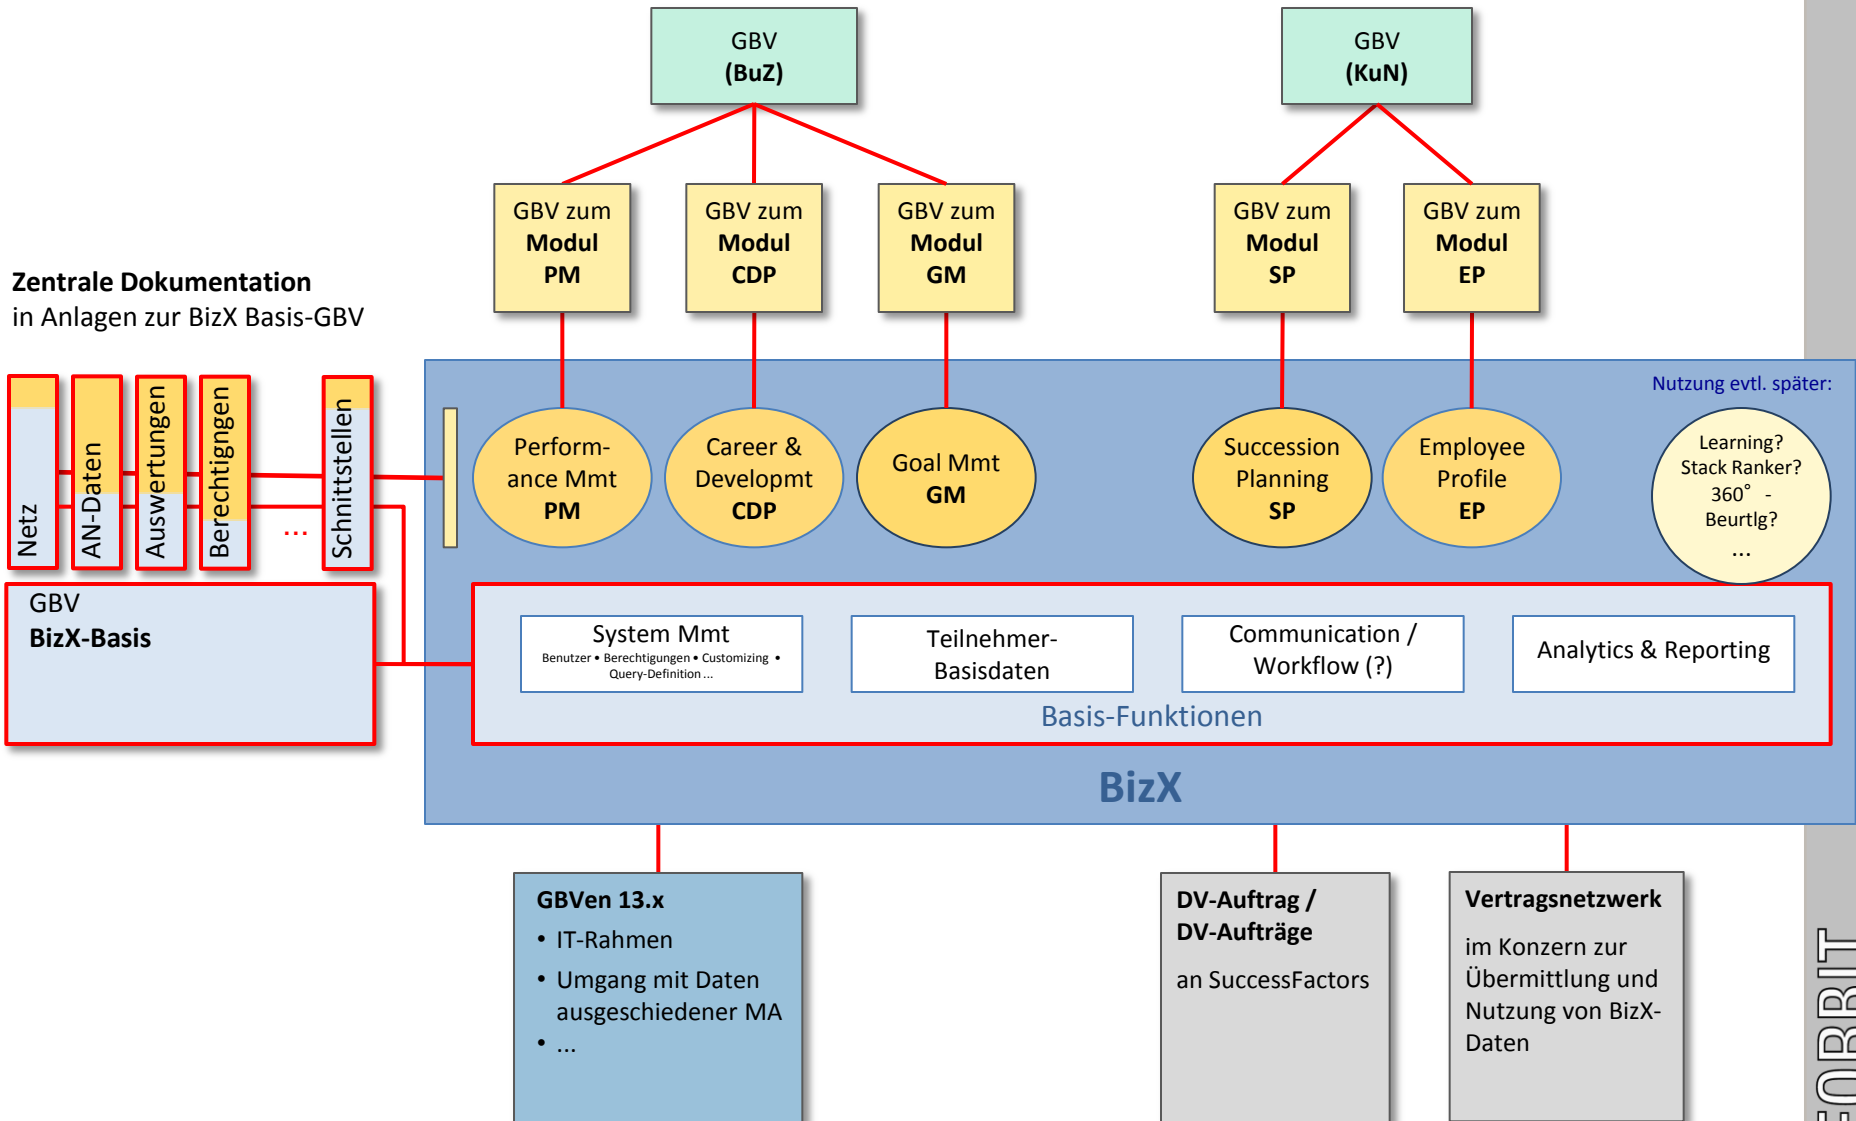 GBV
(BuZ)
GBV
(KuN)
GBV zum
Modul
PM
GBV zum
Modul
CDP
GBV zum
Modul
GM
GBV zum
Modul
SP
GBV zum
Modul
EP
Zentrale Dokumentation
in Anlagen zur BizX Basis-GBV
Netz
AN-Daten
Auswertungen
Berechtigngen
...
Schnittstellen
Nutzung evtl. später:
Perform-
ance Mmt
PM
Career &
Developmt
CDP
Goal Mmt
GM
Succession
Planning
SP
Employee
Profile
EP
Learning?
Stack Ranker?
360° -
Beurtlg?
...
GBV
BizX-Basis
System Mmt
Benutzer • Berechtigungen • Customizing •
Query-Definition ...
Teilnehmer-
Basisdaten
Communication /
Workflow (?)
Analytics & Reporting
Basis-Funktionen
BizX
GBVen 13.x
• IT-Rahmen
• Umgang mit Daten
ausgeschiedener MA
• ...
DV-Auftrag /
DV-Aufträge
an SuccessFactors
Vertragsnetzwerk
im Konzern zur
Übermittlung und
Nutzung von BizX-
Daten